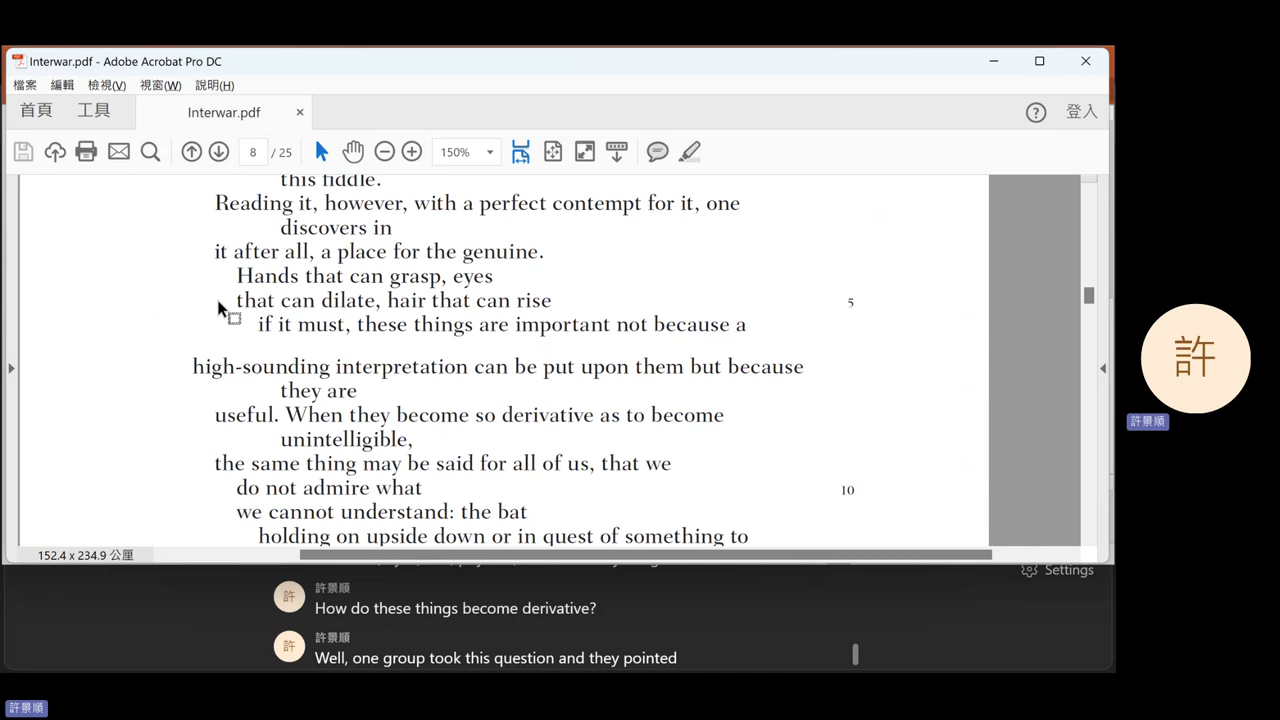 Interwar.pdf - Adobe Acrobat Pro DC
檔案 編輯 檢視(V) 視窗(W) 說明(H)
首頁 工具 Interwar.pdf × ? 登入
8 / 25 150%
this fiddle.
Reading it, however, with a perfect contempt for it, one
discovers in
it after all, a place for the genuine.
Hands that can grasp, eyes
that can dilate, hair that can rise 5
if it must, these things are important not because a
high-sounding interpretation can be put upon them but because
they are
useful. When they become so derivative as to become
unintelligible,
the same thing may be said for all of us, that we
do not admire what 10
we cannot understand: the bat
holding on upside down or in quest of something to
152.4 x 234.9 公厘
Settings
許 許景順
How do these things become derivative?
許 許景順
Well, one group took this question and they pointed
許
許景順
許景順